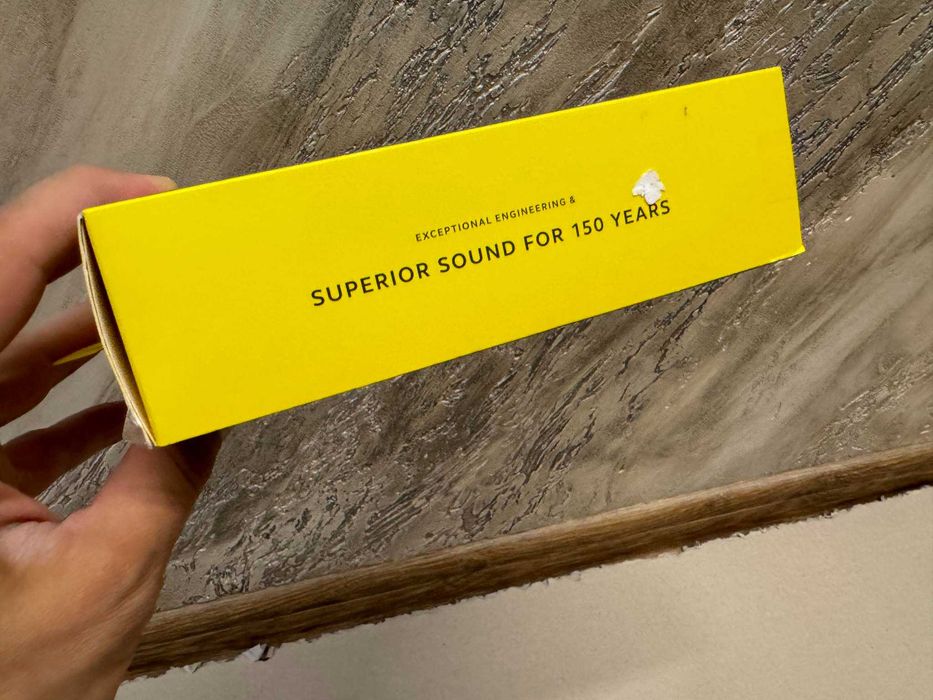 EXCEPTIONAL ENGINEERING &
SUPERIOR SOUND FOR 150 YEARS